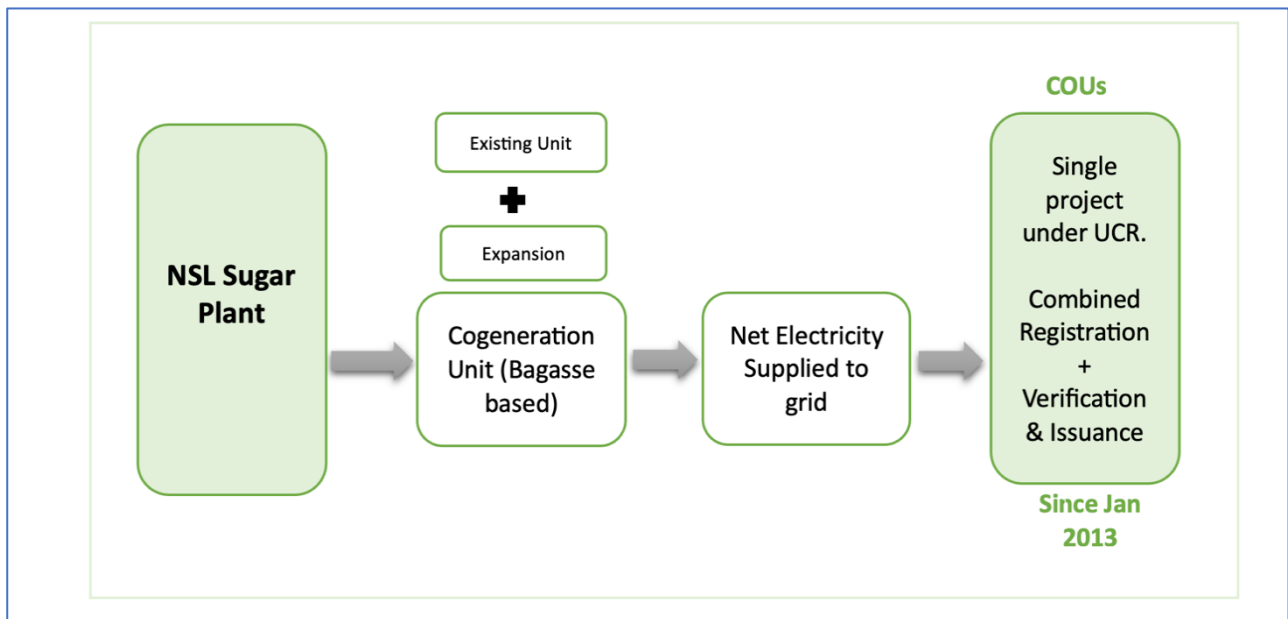 NSL Sugar
Plant
Existing Unit
Expansion
Cogeneration
Unit (Bagasse
based)
Net Electricity
Supplied to
grid
COUs
Single
project
under UCR.
Combined
Registration
+
Verification
& Issuance
Since Jan
2013